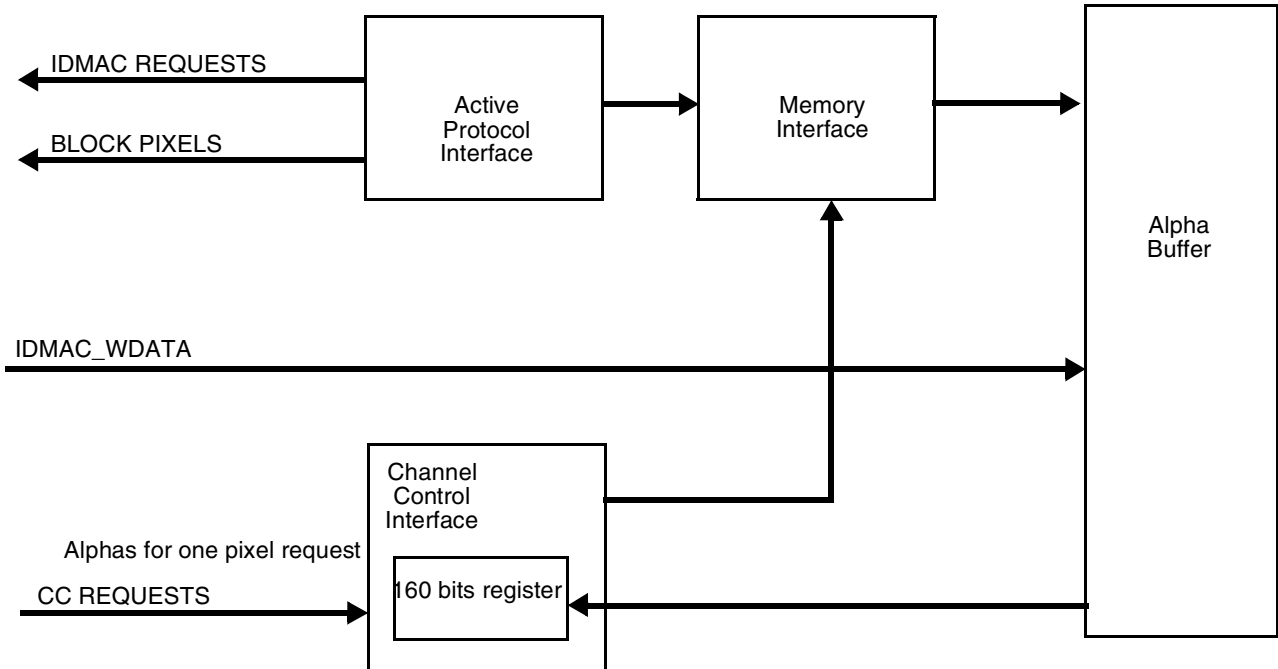 IDMAC REQUESTS
BLOCK PIXELS
Active
Protocol
Interface
Memory
Interface
Alpha
Buffer
IDMAC_WDATA
Channel
Control
Interface
Alphas for one pixel request
CC REQUESTS
160 bits register